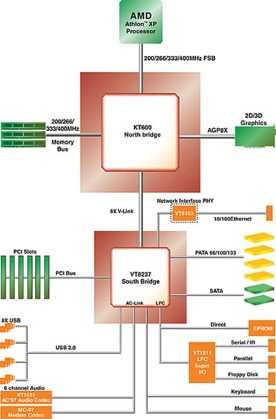 AMD
Athlon™ XP
Processor
200/266/333/400MHz FSB
200/266
333/400MHz
Memory
Bus
KT600
North bridge
AGP8X
2D/3D
Graphics
8X V-Link
Network Interface PHY
VT6103
10/100Ethernet
PCI Slots
PCI Bus
VT8237
South Bridge
AC-Link
LPC
PATA 66/100/133
SATA
8X USB
USB 2.0
Direct
EPROM
VT1211
LPC
Super
I/O
Serial / IR
Parallel
Floppy Disk
6 channel Audio
VT1616
AC'97 Audio Codec
MC-97
Modem Codec
Keyboard
Mouse